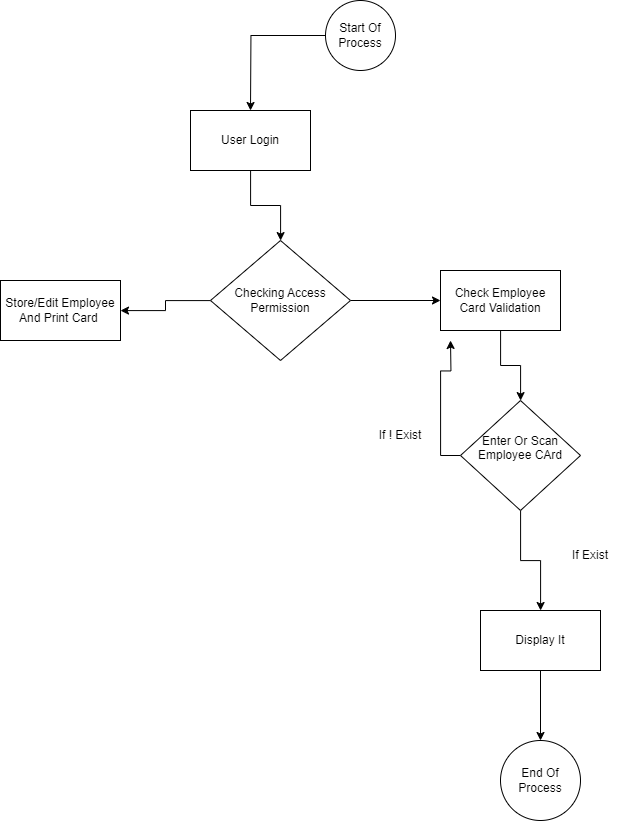 Start Of
Process
User Login
Checking Access
Permission
Store/Edit Employee
And Print Card
Check Employee
Card Validation
If ! Exist
Enter Or Scan
Employee CArd
If Exist
Display It
End Of
Process